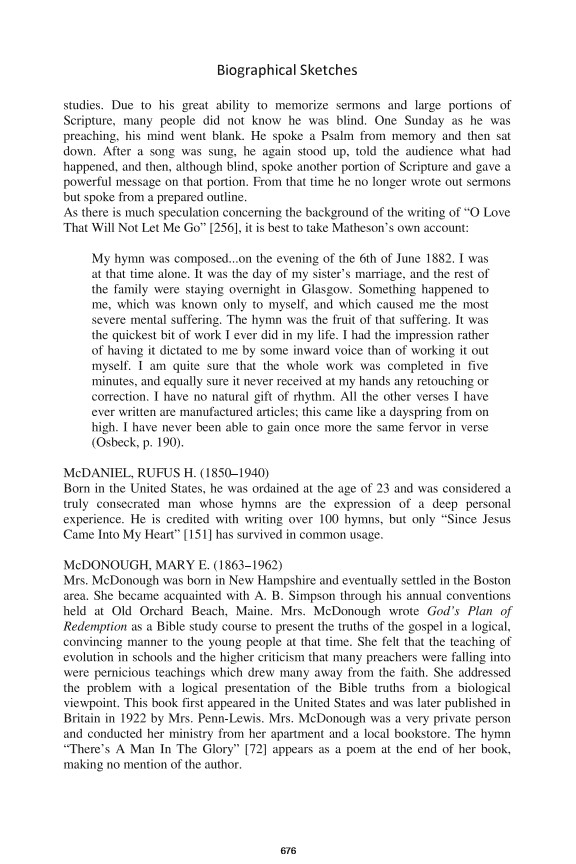 Biographical Sketches
studies. Due to his great ability to memorize sermons and large portions of
Scripture, many people did not know he was blind. One Sunday as he was
preaching, his mind went blank. He spoke a Psalm from memory and then sat
down. After a song was sung, he again stood up, told the audience what had
happened, and then, although blind, spoke another portion of Scripture and gave a
powerful message on that portion. From that time he no longer wrote out sermons
but spoke from a prepared outline.
As there is much speculation concerning the background of the writing of “O Love
That Will Not Let Me Go” [256], it is best to take Matheson’s own account:
My hymn was composed...on the evening of the 6th of June 1882. I was
at that time alone. It was the day of my sister’s marriage, and the rest of
the family were staying overnight in Glasgow. Something happened to
me, which was known only to myself, and which caused me the most
severe mental suffering. The hymn was the fruit of that suffering. It was
the quickest bit of work I ever did in my life. I had the impression rather
of having it dictated to me by some inward voice than of working it out
myself. I am quite sure that the whole work was completed in five
minutes, and equally sure it never received at my hands any retouching or
correction. I have no natural gift of rhythm. All the other verses I have
ever written are manufactured articles; this came like a dayspring from on
high. I have never been able to gain once more the same fervor in verse
(Osbeck, p. 190).
McDANIEL, RUFUS H. (1850–1940)
Born in the United States, he was ordained at the age of 23 and was considered a
truly consecrated man whose hymns are the expression of a deep personal
experience. He is credited with writing over 100 hymns, but only “Since Jesus
Came Into My Heart” [151] has survived in common usage.
McDONOUGH, MARY E. (1863–1962)
Mrs. McDonough was born in New Hampshire and eventually settled in the Boston
area. She became acquainted with A. B. Simpson through his annual conventions
held at Old Orchard Beach, Maine. Mrs. McDonough wrote God’s Plan of
Redemption as a Bible study course to present the truths of the gospel in a logical,
convincing manner to the young people at that time. She felt that the teaching of
evolution in schools and the higher criticism that many preachers were falling into
were pernicious teachings which drew many away from the faith. She addressed
the problem with a logical presentation of the Bible truths from a biological
viewpoint. This book first appeared in the United States and was later published in
Britain in 1922 by Mrs. Penn-Lewis. Mrs. McDonough was a very private person
and conducted her ministry from her apartment and a local bookstore. The hymn
“There’s A Man In The Glory” [72] appears as a poem at the end of her book,
making no mention of the author.
676